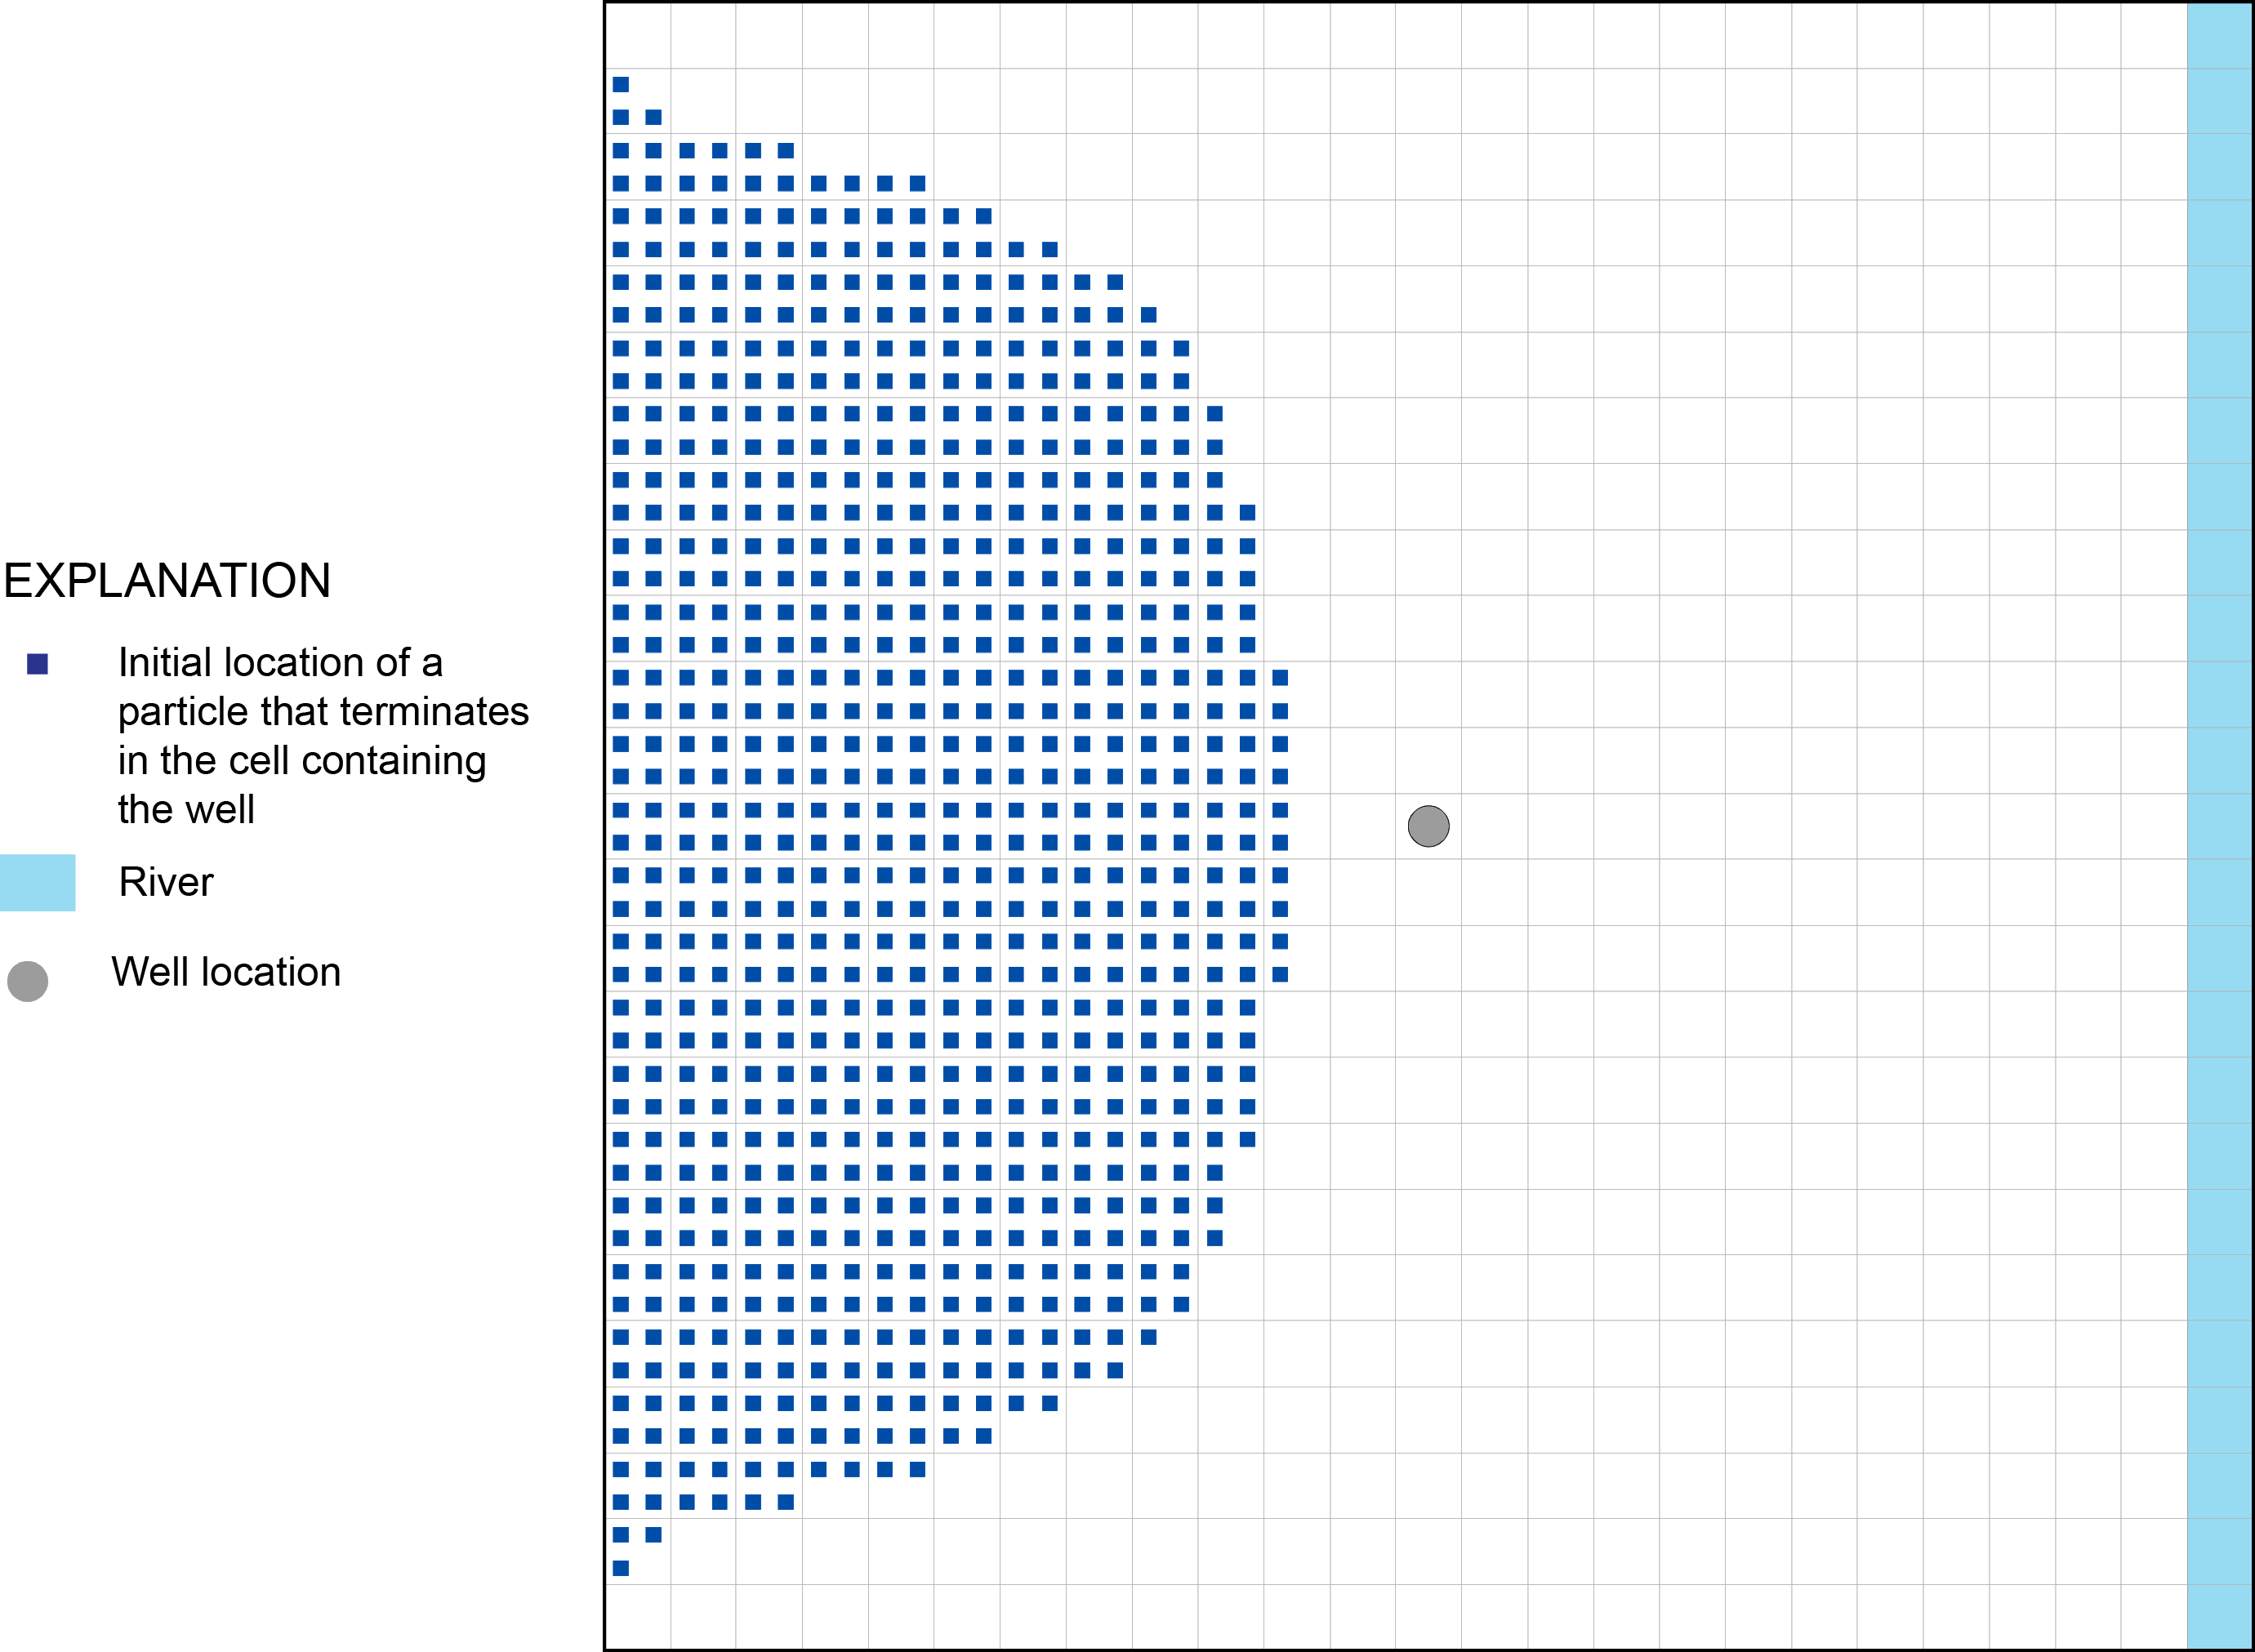 EXPLANATION
Initial location of a
particle that terminates
in the cell containing
the well
River
Well location